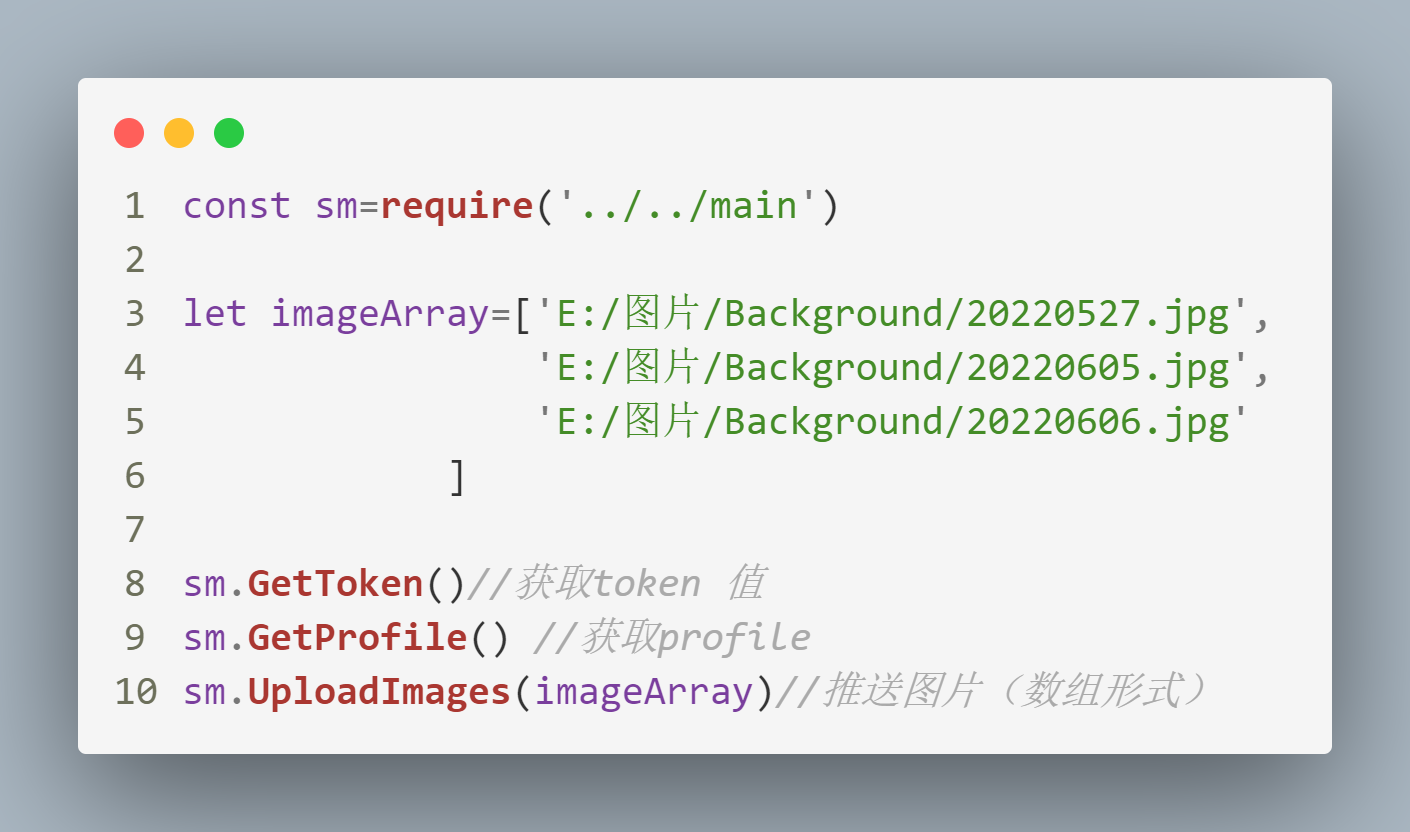 1 const sm=require('../../main')
2
3 let imageArray=['E:/图片/Background/20220527.jpg',
4 'E:/图片/Background/20220605.jpg',
5 'E:/图片/Background/20220606.jpg'
6 ]
7
8 sm.GetToken()//获取token 值
9 sm.GetProfile() //获取profile
10 sm.UploadImages(imageArray)//推送图片（数组形式）